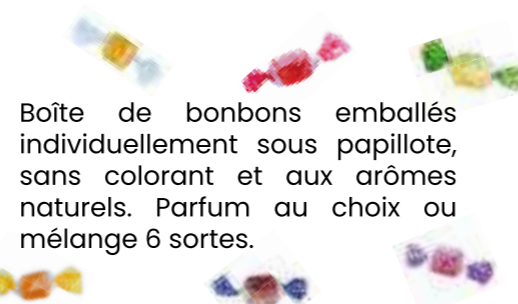 Boîte de bonbons emballés
individuellement sous papillote,
sans colorant et aux arômes
naturels. Parfum au choix ou
mélange 6 sortes.